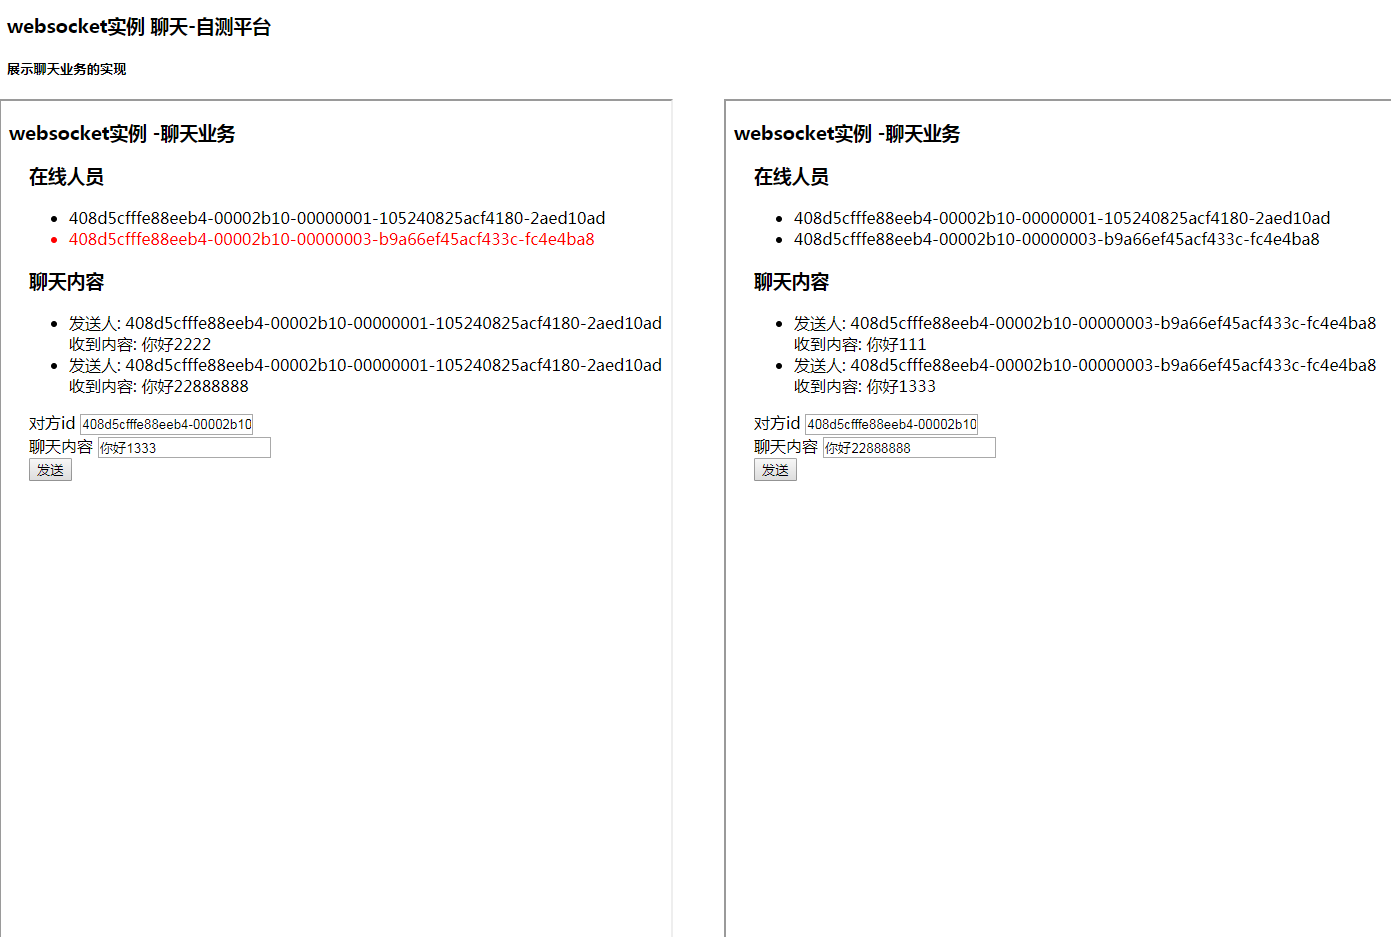 websocket实例 聊天-自测平台
展示聊天业务的实现
websocket实例 -聊天业务
在线人员
408d5cfffe88eeb4-00002b10-00000001-105240825acf4180-2aed10ad
408d5cfffe88eeb4-00002b10-00000003-b9a66ef45acf433c-fc4e4ba8
聊天内容
发送人: 408d5cfffe88eeb4-00002b10-00000001-105240825acf4180-2aed10ad
收到内容: 你好2222
发送人: 408d5cfffe88eeb4-00002b10-00000001-105240825acf4180-2aed10ad
收到内容: 你好22888888
对方id 408d5cfffe88eeb4-00002b10
聊天内容 你好1333
发送
websocket实例 -聊天业务
在线人员
408d5cfffe88eeb4-00002b10-00000001-105240825acf4180-2aed10ad
408d5cfffe88eeb4-00002b10-00000003-b9a66ef45acf433c-fc4e4ba8
聊天内容
发送人: 408d5cfffe88eeb4-00002b10-00000003-b9a66ef45acf433c-fc4e4ba8
收到内容: 你好111
发送人: 408d5cfffe88eeb4-00002b10-00000003-b9a66ef45acf433c-fc4e4ba8
收到内容: 你好1333
对方id 408d5cfffe88eeb4-00002b10
聊天内容 你好22888888
发送